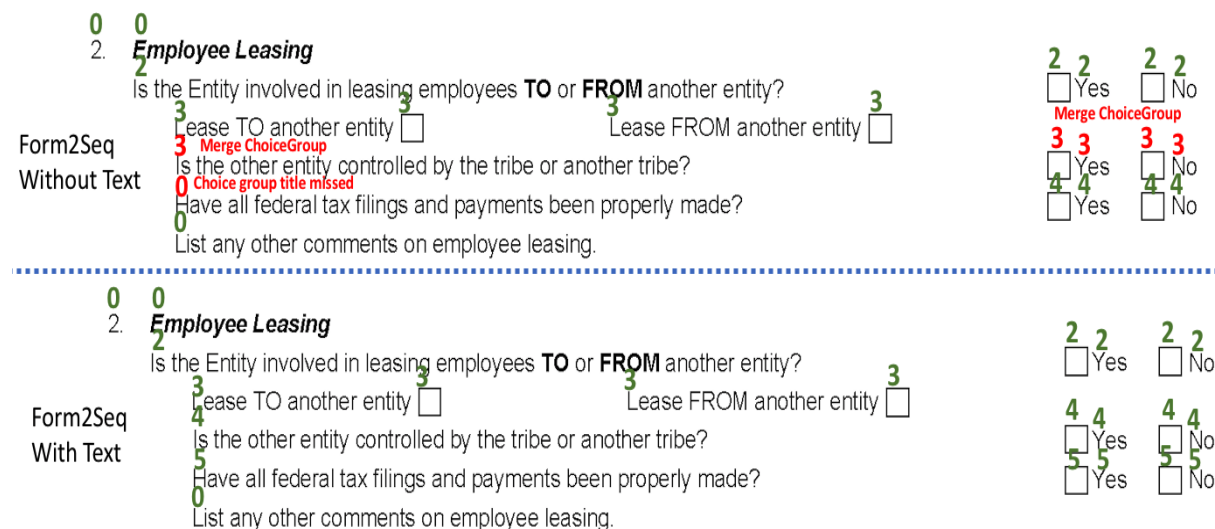 0 0
2. Employee Leasing
2 2 2 2 2
Is the Entity involved in leasing employees TO or FROM another entity? Yes No
3 3 3 3
Lease TO another entity Lease FROM another entity
Merge ChoiceGroup
Form2Seq
Without Text
3 Merge ChoiceGroup 3 3 3 3
Is the other entity controlled by the tribe or another tribe? Yes No
0 Choice group title missed 4 4 4 4
Have all federal tax filings and payments been properly made? Yes No
0
List any other comments on employee leasing.
0 0
2. Employee Leasing
2 2 2 2 2
Is the Entity involved in leasing employees TO or FROM another entity? Yes No
3 3 3 3
Lease TO another entity Lease FROM another entity
Form2Seq
With Text
4 4 4 4 4
Is the other entity controlled by the tribe or another tribe? Yes No
5 5 5 5 5
Have all federal tax filings and payments been properly made? Yes No
0
List any other comments on employee leasing.